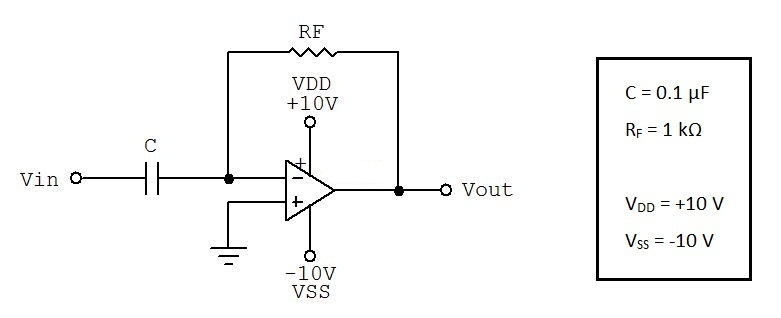 RF
VDD
+10V
C
Vin
+
−
+
Vout
-10V
VSS
C = 0.1 µF
RF = 1 kΩ
VDD = +10 V
VSS = -10 V